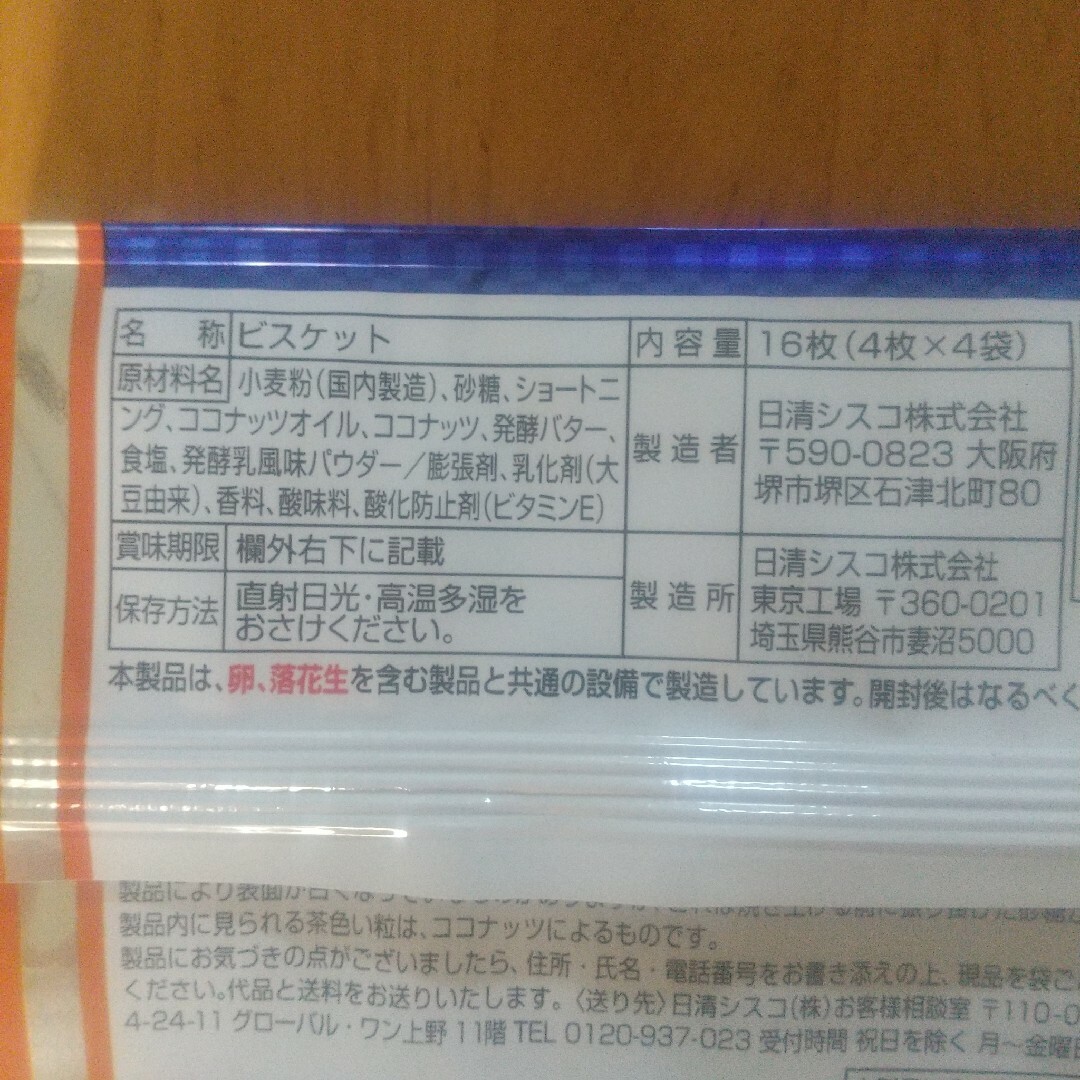 名称 ビスケット
原材料名 小麦粉(国内製造)、砂糖、ショートニ
ング、ココナッツオイル、ココナッツ、発酵バター、
食塩、発酵乳風味パウダー/膨張剤、乳化剤(大
豆由来)、香料、酸味料、酸化防止剤(ビタミンE)
賞味期限 欄外右下に記載
保存方法 直射日光・高温多湿を
おさけください。
内容量 16枚(4枚×4袋)
製造者 日清シスコ株式会社
〒590-0823 大阪府
堺市堺区石津北町80
製造所 日清シスコ株式会社
東京工場 〒360-0201
埼玉県熊谷市妻沼5000
本製品は、卵、落花生を含む製品と共通の設備で製造しています。開封後はなるべく
製品により表面が白くなって
製品内に見られる茶色い粒は、ココナッツによるものです。
製品にお気づきの点がございましたら、住所・氏名・電話番号をお書き添えの上、現品を袋ご
ください。代品と送料をお送りいたします。〈送り先〉日清シスコ(株)お客様相談室 〒110-0
4-24-11 グローバル・ワン上野 11階 TEL 0120-937-023 受付時間 祝日を除く 月〜金曜日